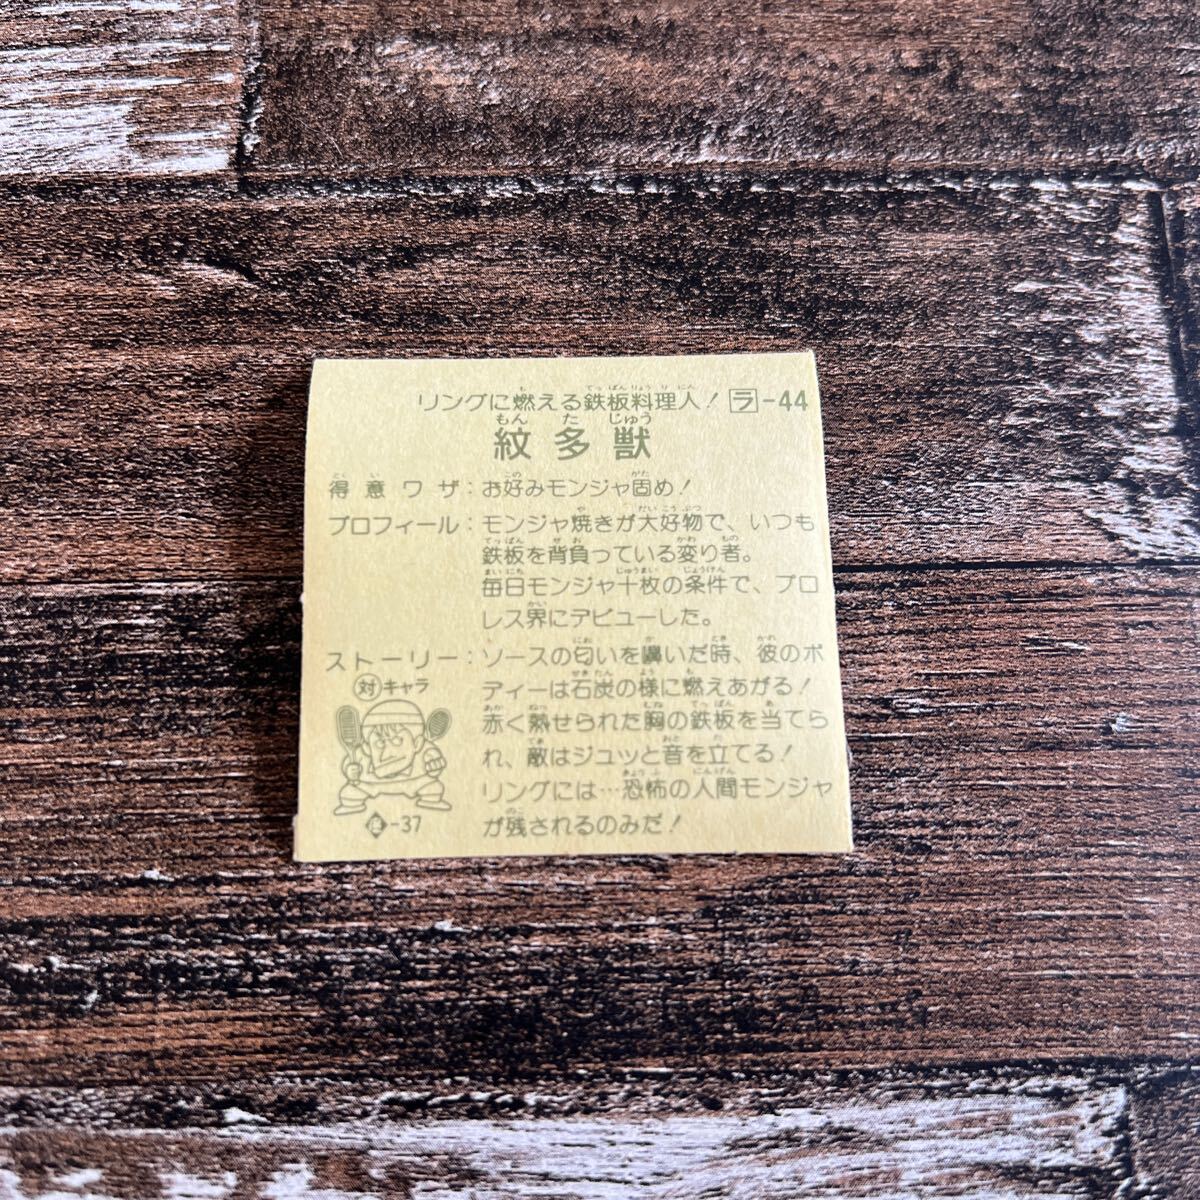 リングに燃える鉄板料理人! ラ-44
紋多獣
得意ワザ:お好みモンジャ固め!
プロフィール:モンジャ焼きが大好物で、いつも
鉄板を背負っている変り者。
毎日モンジャ十枚の条件で、プロ
レス界にデビューした。
ストーリー:ソースの匂いを嗅いだ時、彼のボ
ディーは石炭の様に燃えあがる!
赤く熱せられた胸の鉄板を当てら
れ、敵はジュッと音を立てる!
リングには…恐怖の人間モンジャ
が残されるのみだ!
対キャラ
-37